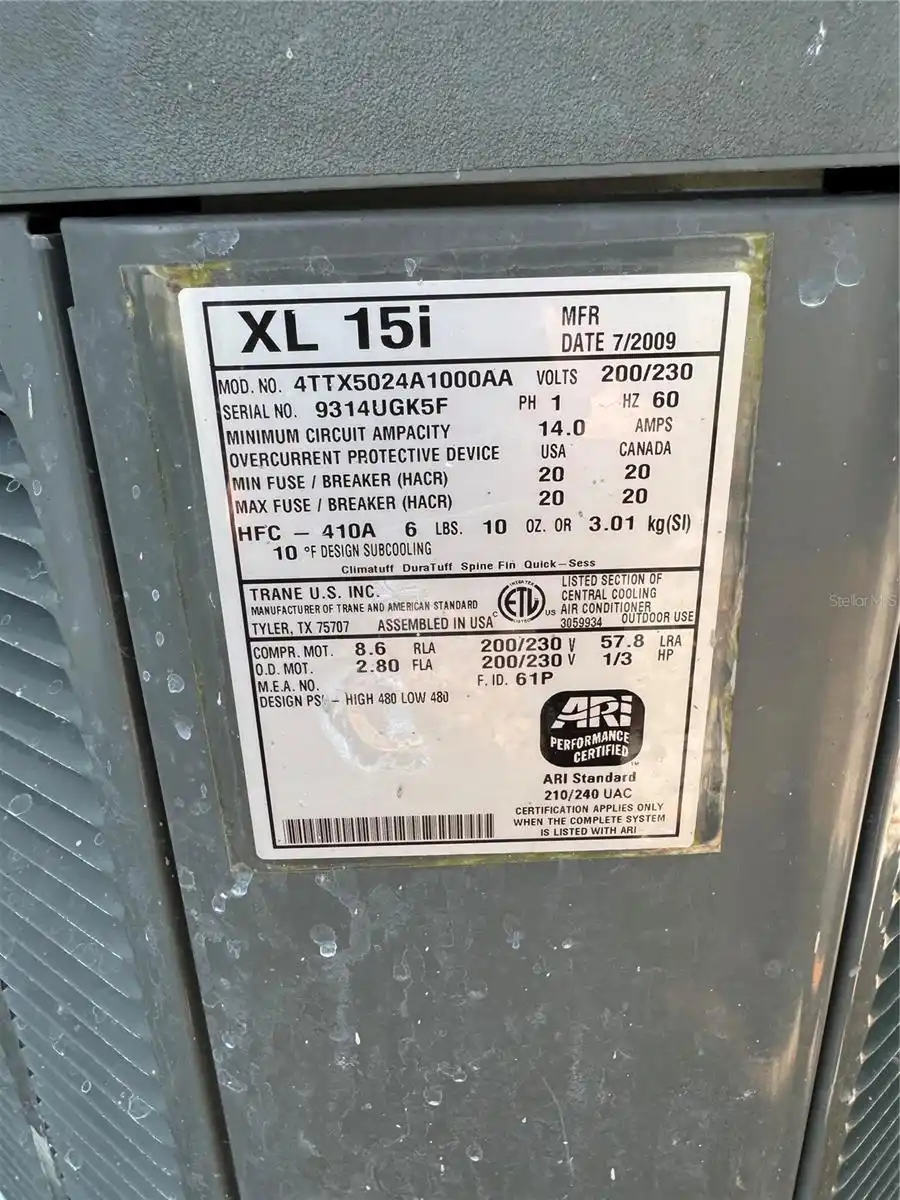 XL 15i
MFR
DATE 7/2009
MOD. NO. 4TTX5024A1000AA VOLTS 200/230
SERIAL NO. 9314UGK5F PH 1 HZ 60
MINIMUM CIRCUIT AMPACITY 14.0 AMPS
OVERCURRENT PROTECTIVE DEVICE USA CANADA
MIN FUSE / BREAKER (HACR) 20 20
MAX FUSE / BREAKER (HACR) 20 20
HFC – 410A 6 LBS. 10 OZ. OR 3.01 kg(SI)
10 °F DESIGN SUBCOOLING
Climatuff DuraTuff Spine Fin Quick–Sess
TRANE U.S. INC.
MANUFACTURER OF TRANE AND AMERICAN STANDARD
TYLER, TX 75707 ASSEMBLED IN USA
C ETL US
INTERTEK
LISTED
LISTED SECTION OF
CENTRAL COOLING
AIR CONDITIONER
3059934 OUTDOOR USE
COMPR. MOT. 8.6 RLA 200/230 V 57.8 LRA
O.D. MOT. 2.80 FLA 200/230 V 1/3 HP
M.E.A. NO. F. ID. 61P
DESIGN PSI – HIGH 480 LOW 480
ARi
PERFORMANCE
CERTIFIED
TM
ARI Standard
210/240 UAC
CERTIFICATION APPLIES ONLY
WHEN THE COMPLETE SYSTEM
IS LISTED WITH ARI
Stellar MLS